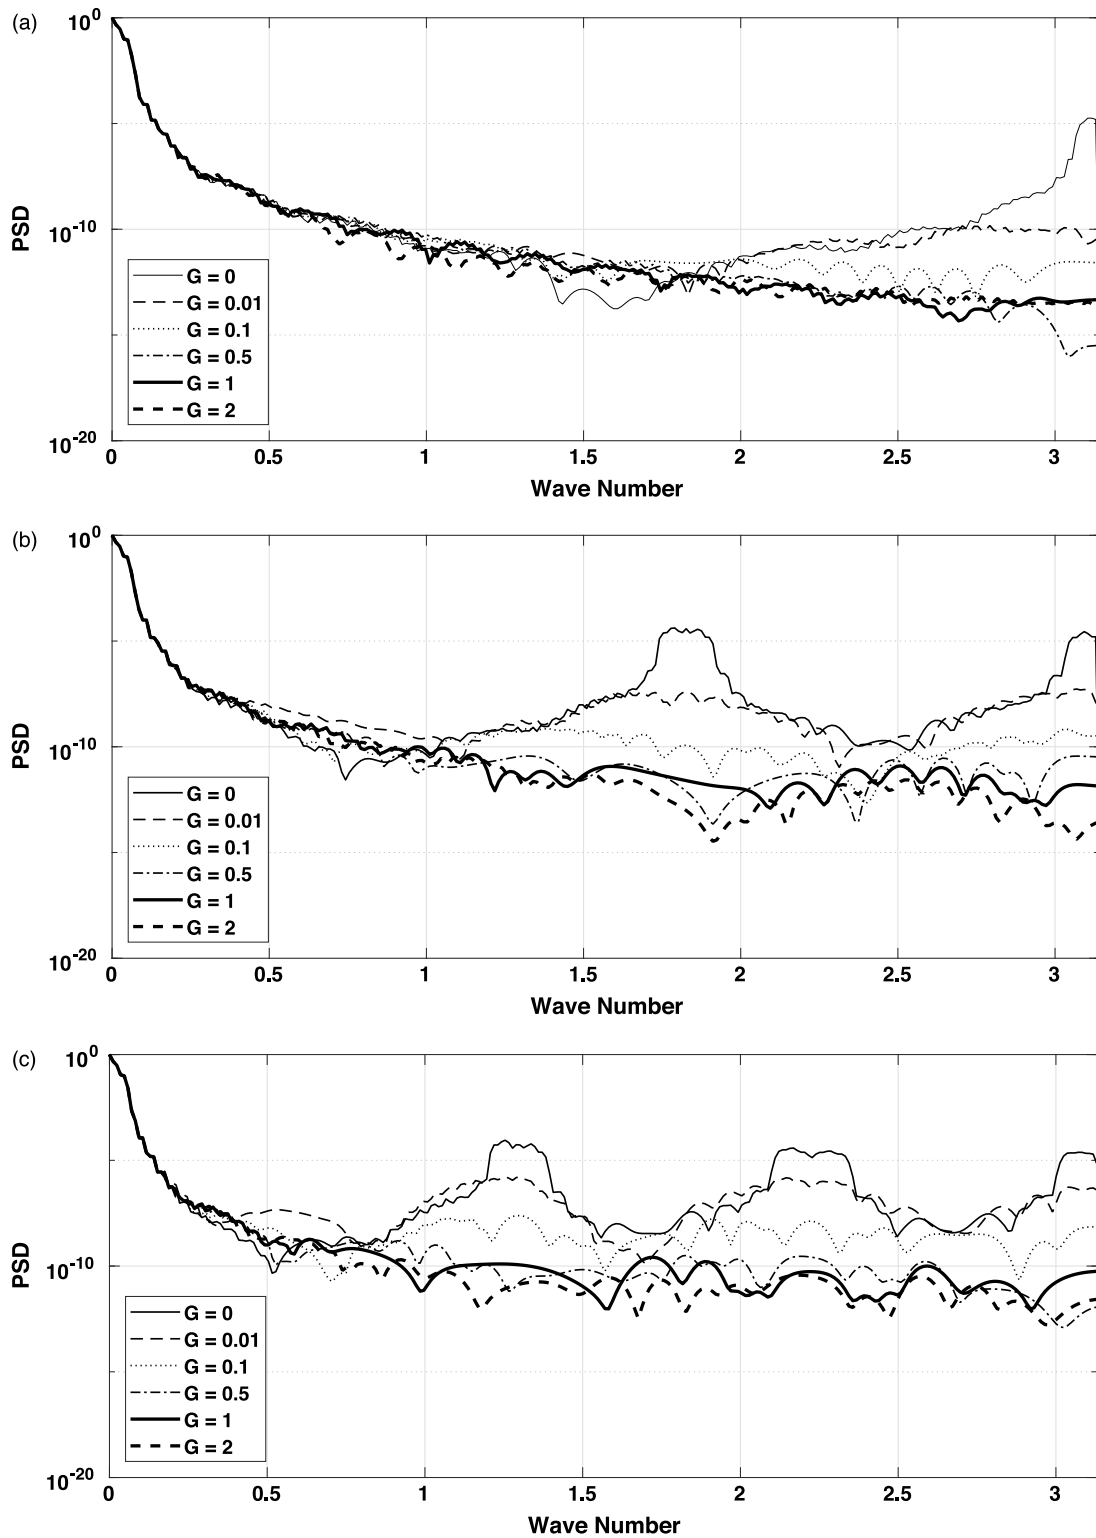 (a)
10^0
10^-10
10^-20
PSD
G = 0
G = 0.01
G = 0.1
G = 0.5
G = 1
G = 2
0 0.5 1 1.5 2 2.5 3
Wave Number
(b)
10^0
10^-10
10^-20
PSD
G = 0
G = 0.01
G = 0.1
G = 0.5
G = 1
G = 2
0 0.5 1 1.5 2 2.5 3
Wave Number
(c)
10^0
10^-10
10^-20
PSD
G = 0
G = 0.01
G = 0.1
G = 0.5
G = 1
G = 2
0 0.5 1 1.5 2 2.5 3
Wave Number